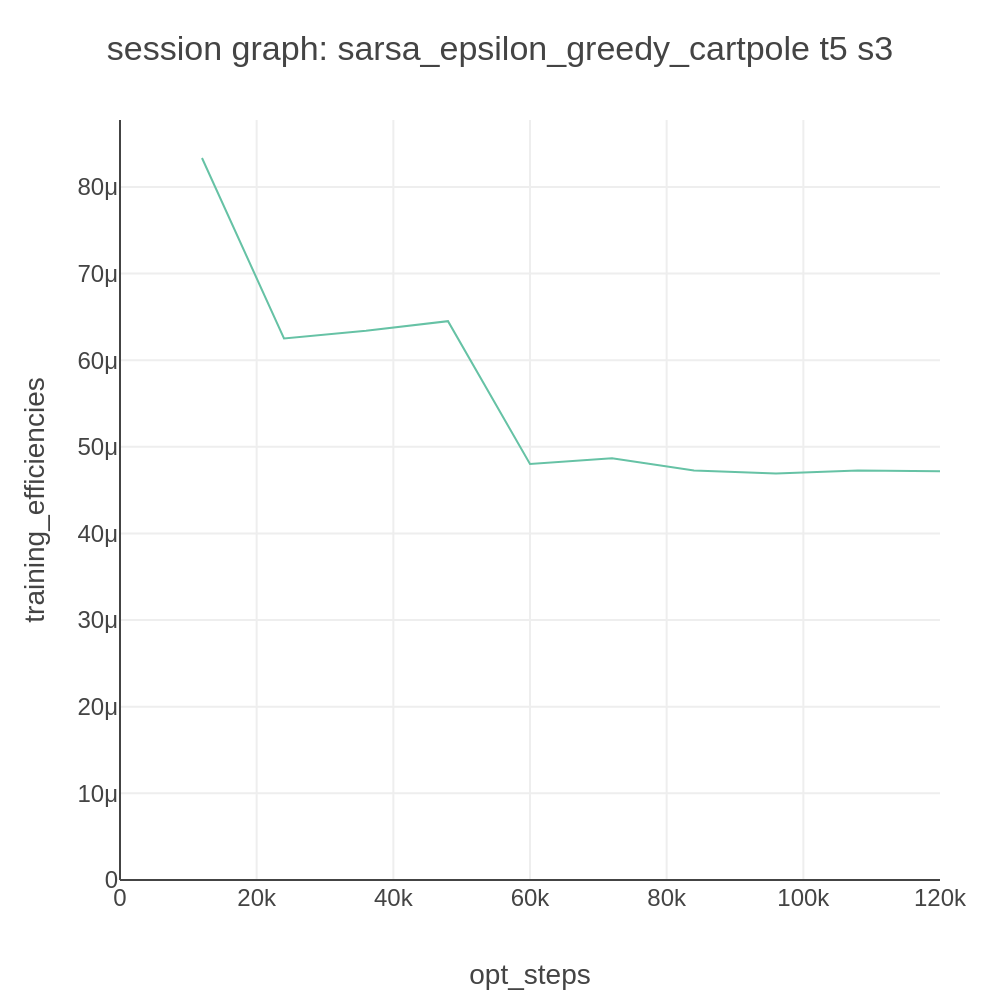 session graph: sarsa_epsilon_greedy_cartpole t5 s3
training_efficiencies
80μ
70μ
60μ
50μ
40μ
30μ
20μ
10μ
0
0 20k 40k 60k 80k 100k 120k
opt_steps